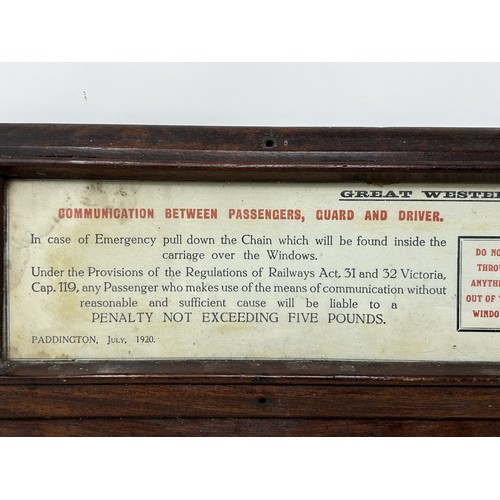 GREAT WESTE
COMMUNICATION BETWEEN PASSENGERS, GUARD AND DRIVER.
In case of Emergency pull down the Chain which will be found inside the
carriage over the Windows.
Under the Provisions of the Regulations of Railways Act, 31 and 32 Victoria,
Cap. 119, any Passenger who makes use of the means of communication without
reasonable and sufficient cause will be liable to a
PENALTY NOT EXCEEDING FIVE POUNDS.
PADDINGTON, JULY, 1920.
DO NO
THROW
ANYTHI
OUT OF
WINDO